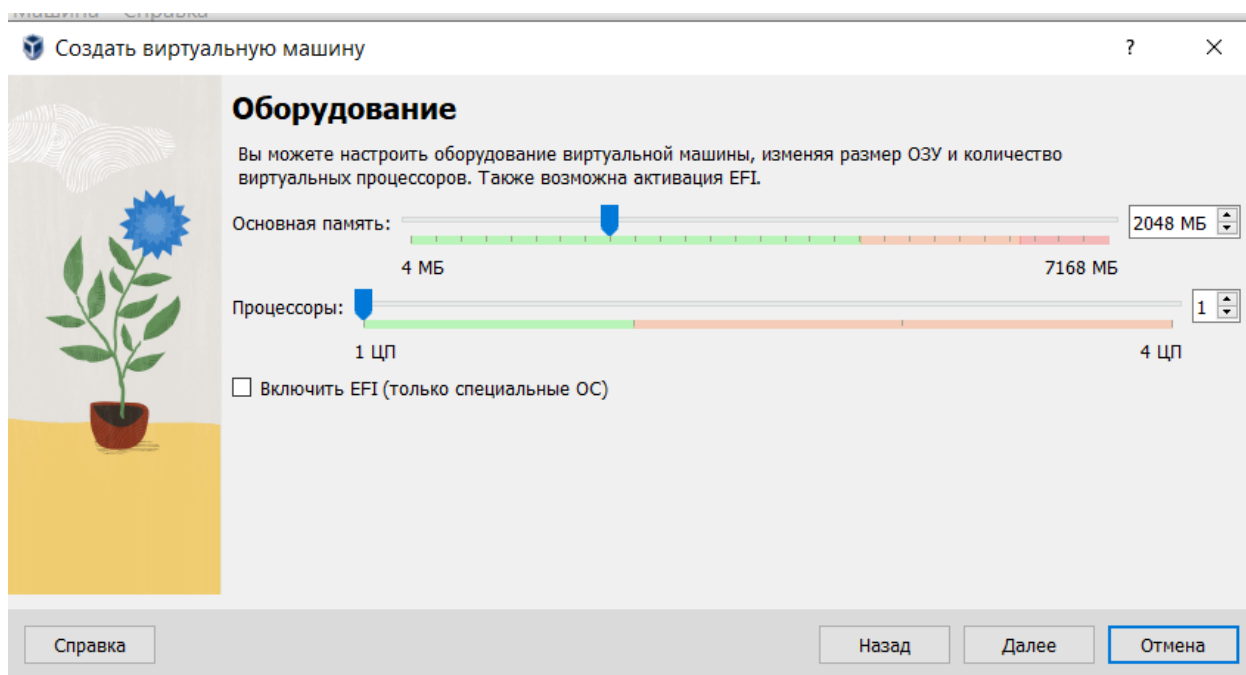 Машина Справка
Создать виртуальную машину ?
Оборудование
Вы можете настроить оборудование виртуальной машины, изменяя размер ОЗУ и количество
виртуальных процессоров. Также возможна активация EFI.
Основная память: 2048 МБ
4 МБ 7168 МБ
Процессоры: 1
1 ЦП 4 ЦП
Включить EFI (только специальные ОС)
Справка Назад Далее Отмена